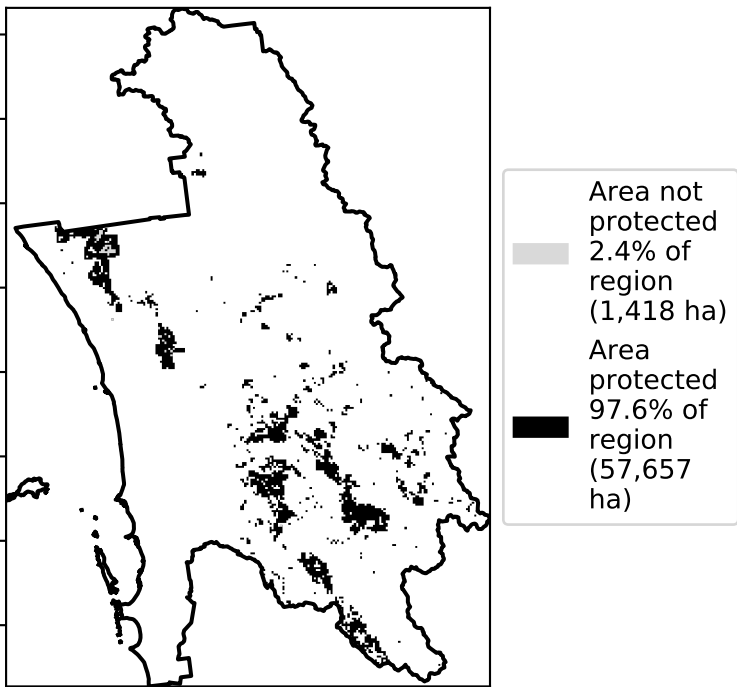 Area not
protected
2.4% of
region
(1,418 ha)
Area
protected
97.6% of
region
(57,657
ha)